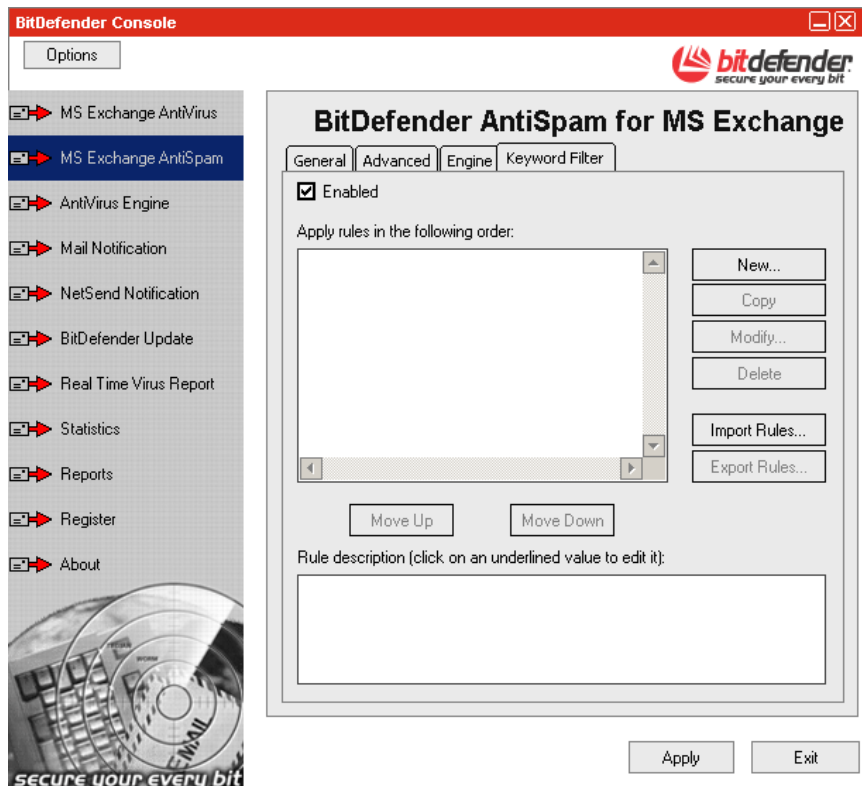 BitDefender Console
Options
bitdefender
secure your every bit
MS Exchange AntiVirus
MS Exchange AntiSpam
AntiVirus Engine
Mail Notification
NetSend Notification
BitDefender Update
Real Time Virus Report
Statistics
Reports
Register
About
TROJAN
WORM
EMAIL
secure your every bit
BitDefender AntiSpam for MS Exchange
General
Advanced
Engine
Keyword Filter
Enabled
Apply rules in the following order:
New...
Copy
Modify...
Delete
Import Rules...
Export Rules...
Move Up
Move Down
Rule description (click on an underlined value to edit it):
Apply
Exit